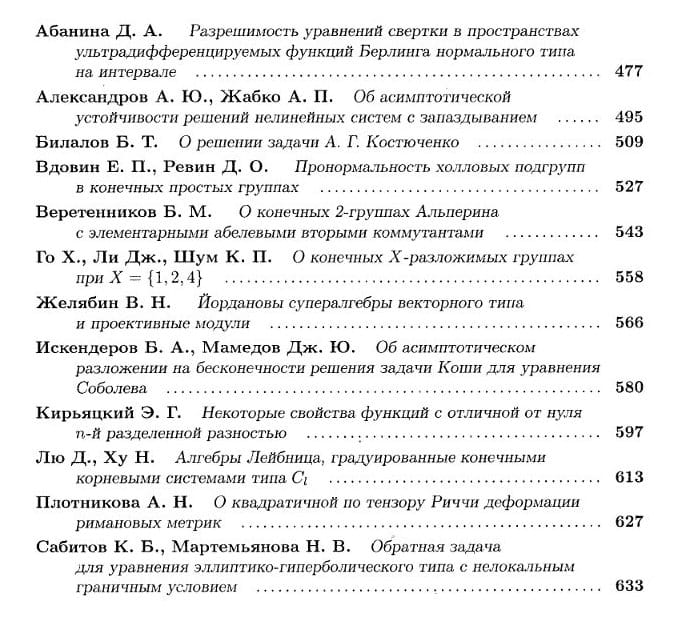 Абанина Д. А. Разрешимость уравнений свертки в пространствах
ультрадифференцируемых функций Берлинга нормального типа
на интервале ........................................ 477
Александров А. Ю., Жабко А. П. Об асимптотической
устойчивости решений нелинейных систем с запаздыванием ...... 495
Билалов Б. Т. О решении задачи А. Г. Костюченко ................. 509
Вдовин Е. П., Ревин Д. О. Пронормальность холловых подгрупп
в конечных простых группах ........................................ 527
Веретенников Б. М. О конечных 2-группах Альперина
с элементарными абелевыми вторыми коммутантами ............. 543
Го Х., Ли Дж., Шум К. П. О конечных X-разложимых группах
при X = {1, 2, 4} ........................................ 558
Желябин В. Н. Йордановы супералгебры векторного типа
и проективные модули ........................................ 566
Искендеров Б. А., Мамедов Дж. Ю. Об асимптотическом
разложении на бесконечности решения задачи Коши для уравнения
Соболева ........................................ 580
Кирьяцкий Э. Г. Некоторые свойства функций с отличной от нуля
n-й разделенной разностью ........................................ 597
Лю Д., Ху Н. Алгебры Лейбница, градуированные конечными
корневыми системами типа Cl ........................................ 613
Плотникова А. Н. О квадратичной по тензору Риччи деформации
римановых метрик ........................................ 627
Сабитов К. Б., Мартемьянова Н. В. Обратная задача
для уравнения эллиптико-гиперболического типа с нелокальным
граничным условием ........................................ 633